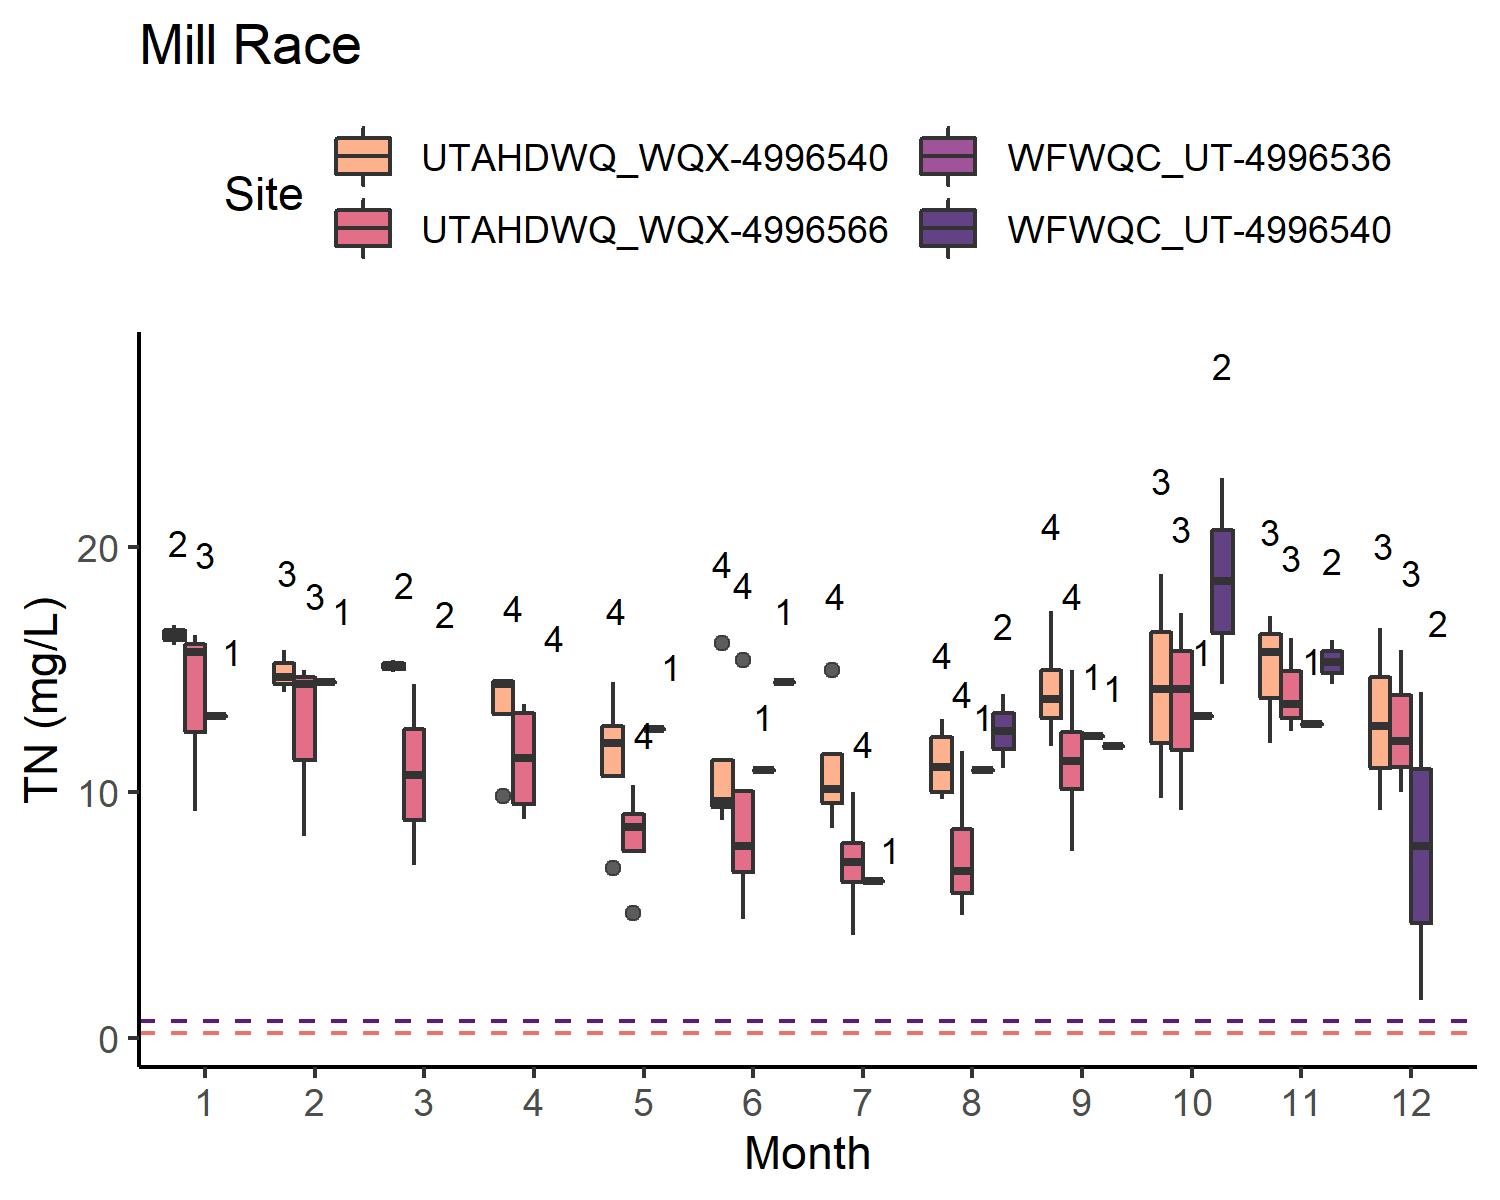 Mill Race
Site
UTAHDWQ_WQX-4996540
WFWQC_UT-4996536
UTAHDWQ_WQX-4996566
WFWQC_UT-4996540
TN (mg/L)
20
10
0
2 3 1
3 3 1
2 2
4 4
4 4 1
4 4 1 1
4 4 1
4 4 1 2
4 4 1 1
3 3 1 2
3 3 1 2
3 3 2
1 2 3 4 5 6 7 8 9 10 11 12
Month